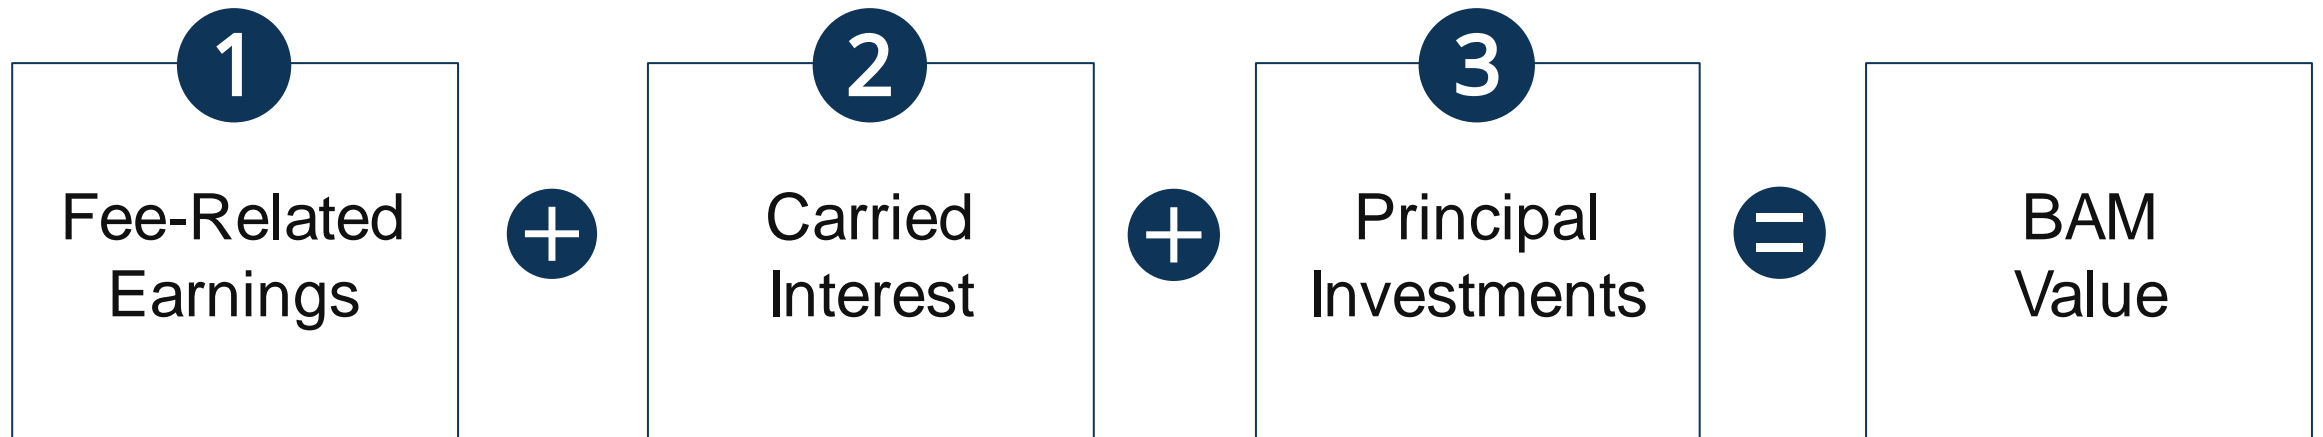 1
Fee-Related
Earnings
+
2
Carried
Interest
+
3
Principal
Investments
=
BAM
Value